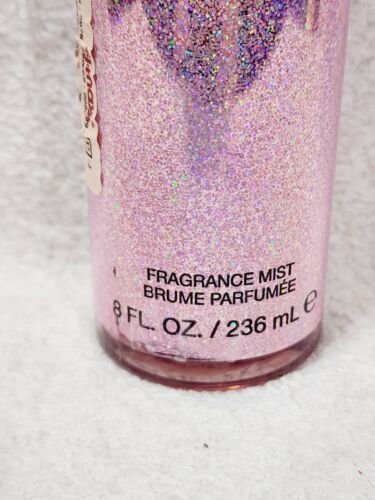 FRAGRANCE MIST
BRUME PARFUMÉE
8 FL. OZ. / 236 mL ℮